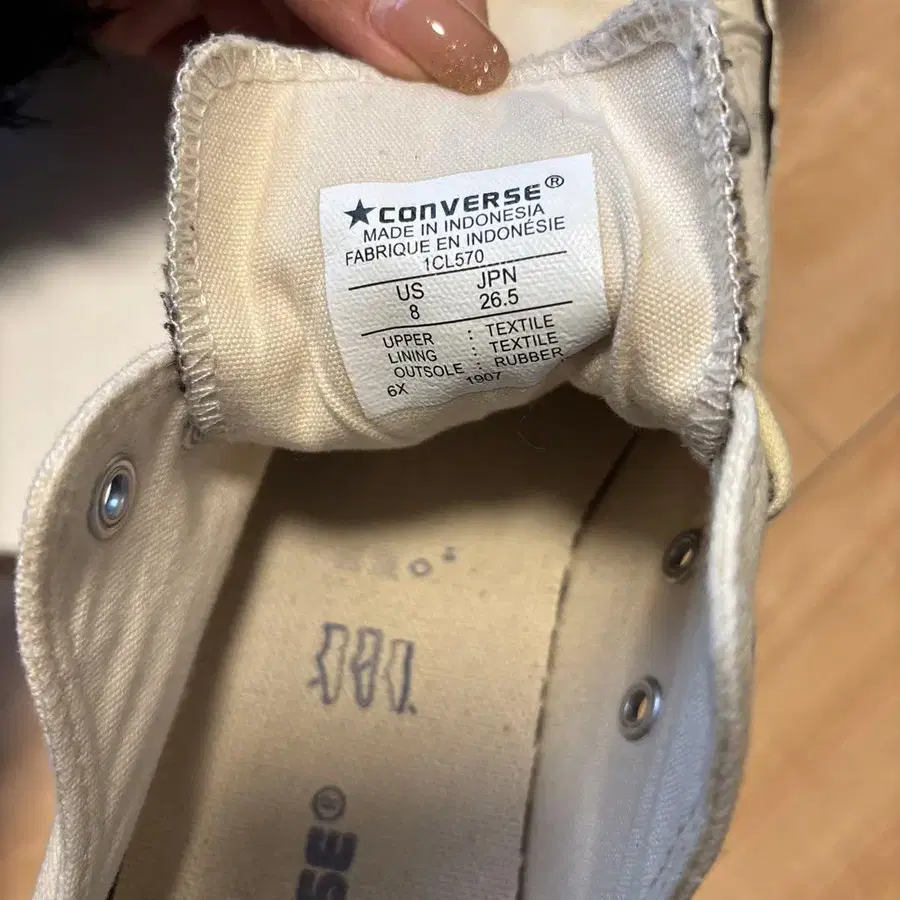 ★CONVERSE®
MADE IN INDONESIA
FABRIQUE EN INDONÉSIE
1CL570
US JPN
8 26.5
UPPER : TEXTILE
LINING : TEXTILE
OUTSOLE : RUBBER
6X 1907
SE®